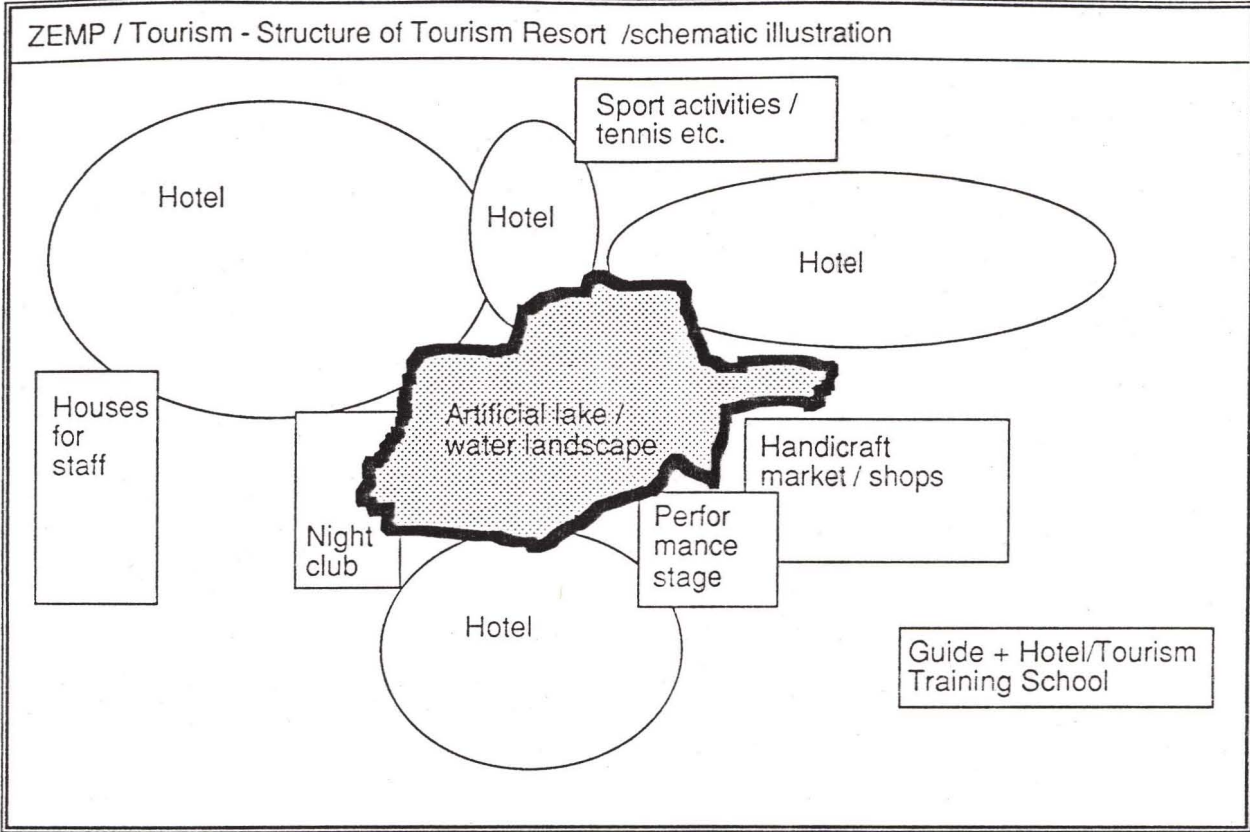 ZEMP / Tourism - Structure of Tourism Resort /schematic illustration
Sport activities /
tennis etc.
Hotel
Hotel
Hotel
Houses
for
staff
Artificial lake /
water landscape
Handicraft
market / shops
Night
club
Perfor
mance
stage
Hotel
Guide + Hotel/Tourism
Training School